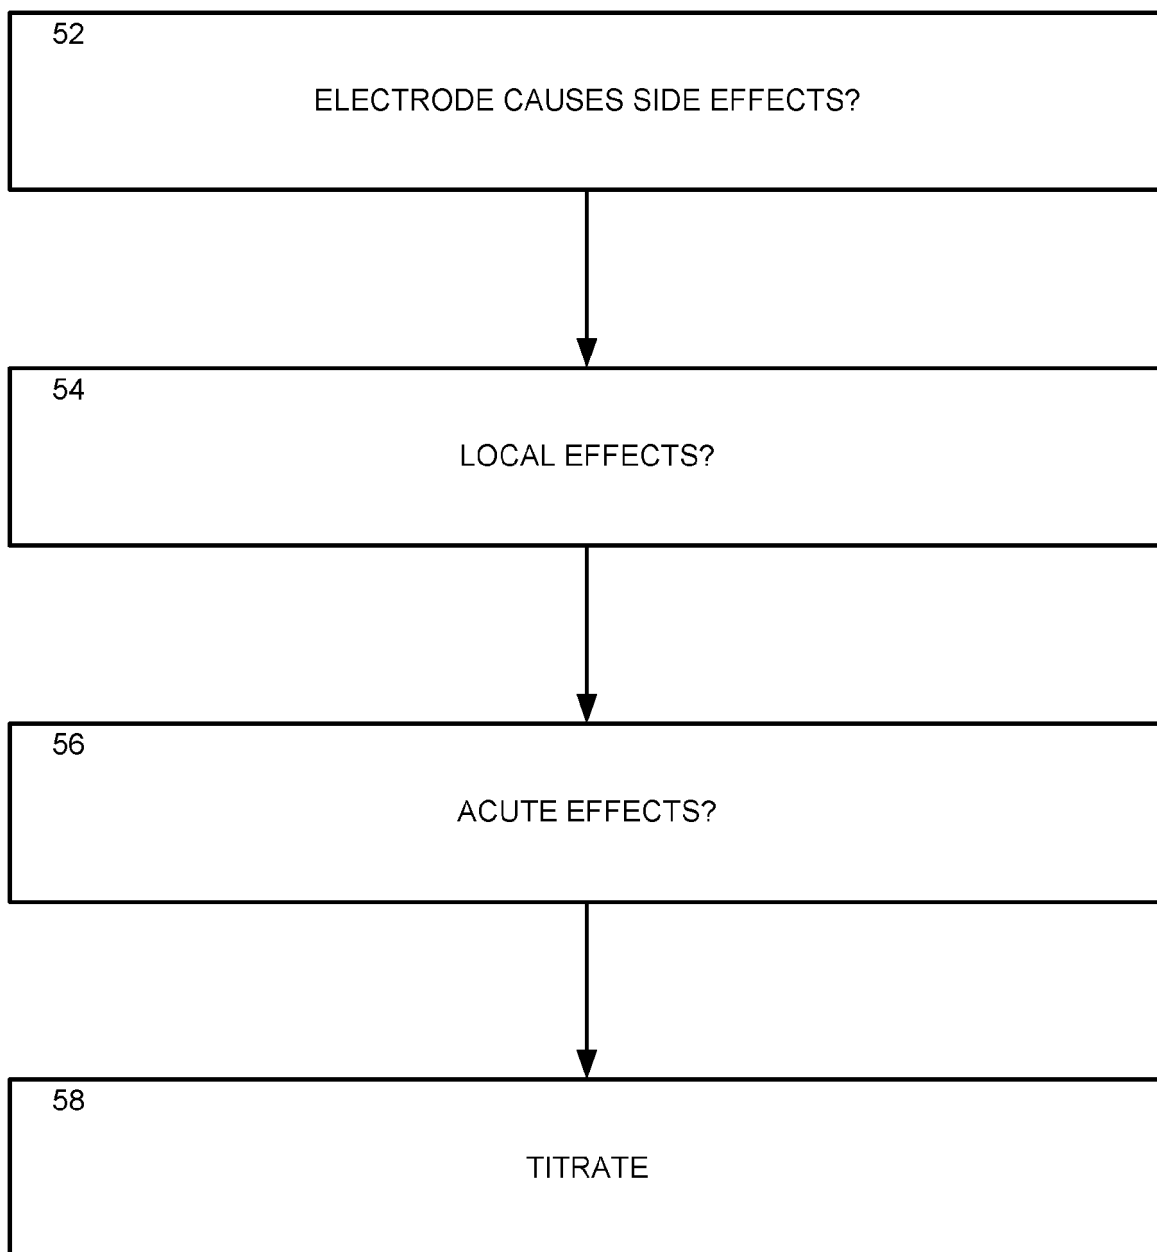 52
ELECTRODE CAUSES SIDE EFFECTS?
54
LOCAL EFFECTS?
56
ACUTE EFFECTS?
58
TITRATE